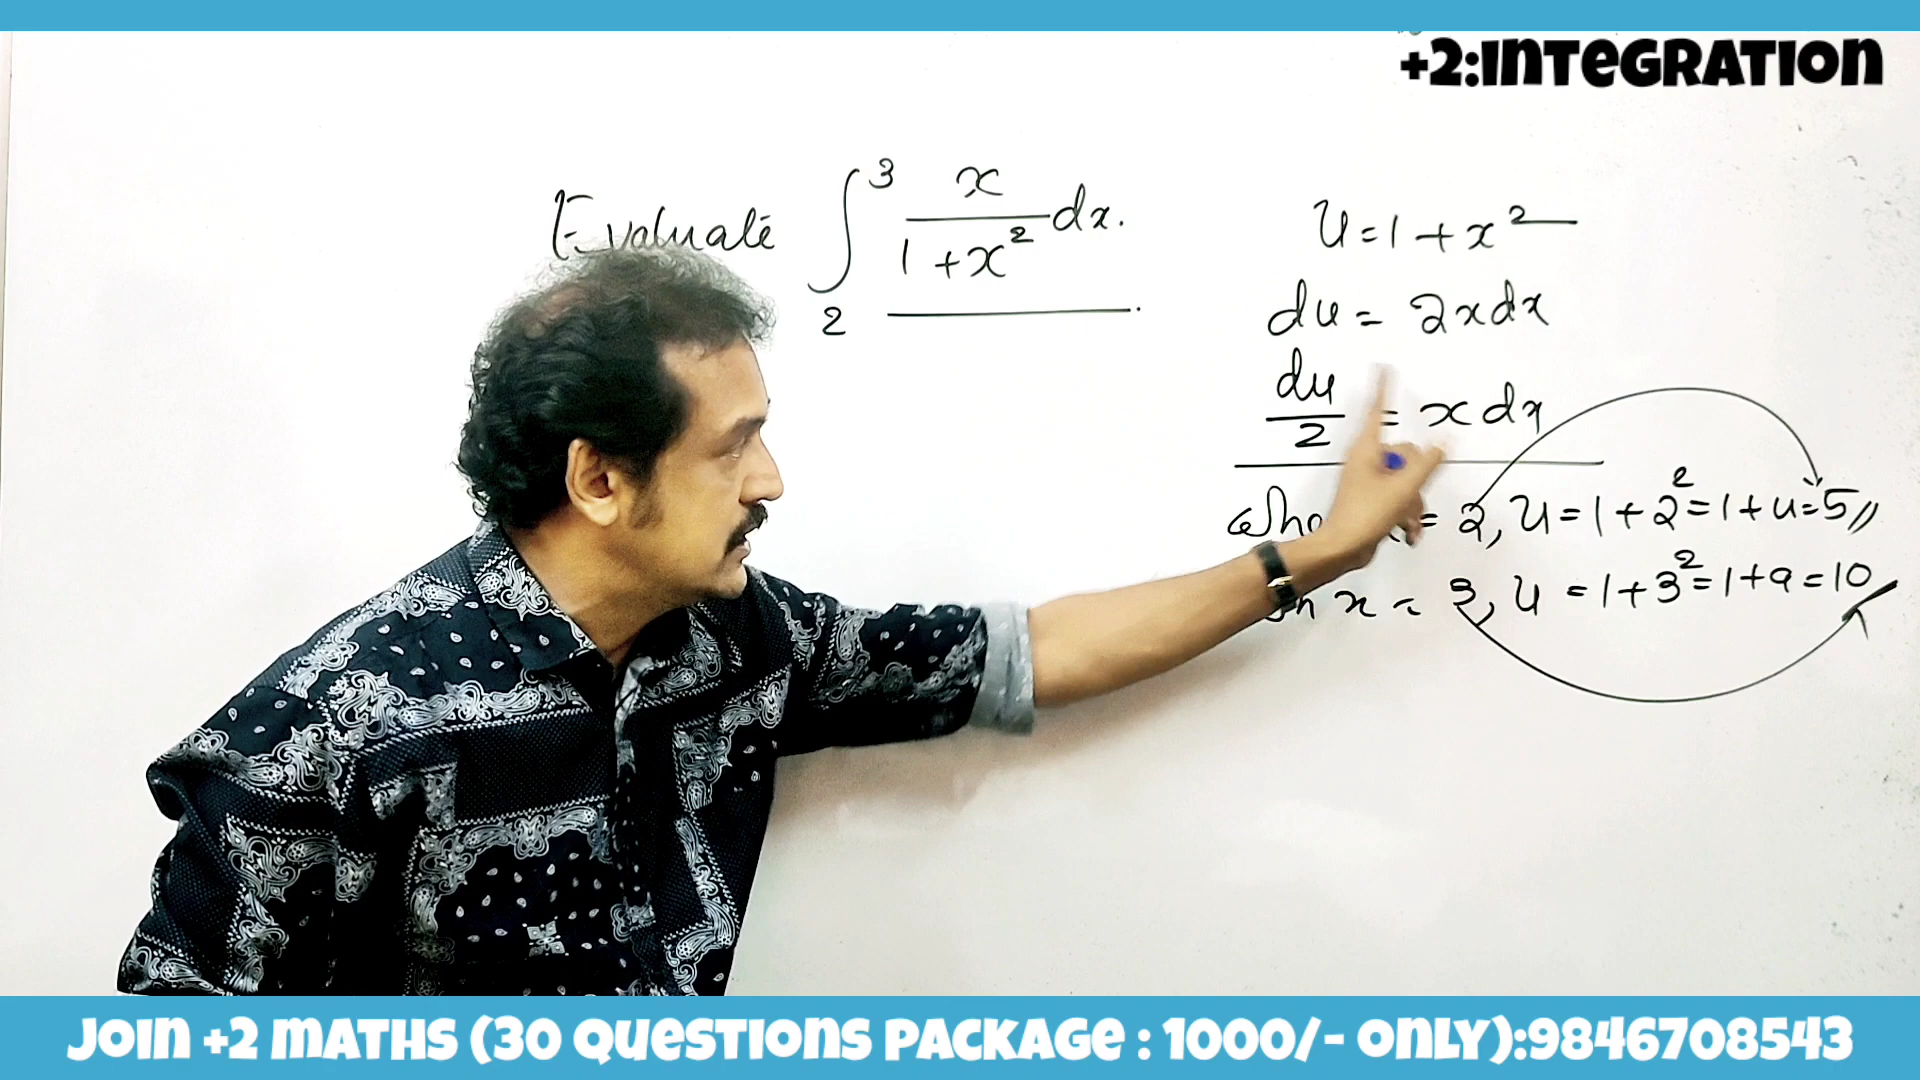 +2:INTEGRATION
Evaluate ∫₂³ x/(1+x²) dx.
U = 1 + x²
du = 2xdx
du/2 = x dx
= 2, U = 1 + 2² = 1 + 4 = 5//
x = 3, U = 1 + 3² = 1 + 9 = 10
JOIN +2 MATHS (30 QUESTIONS PACKAGE : 1000/- ONLY):9846708543